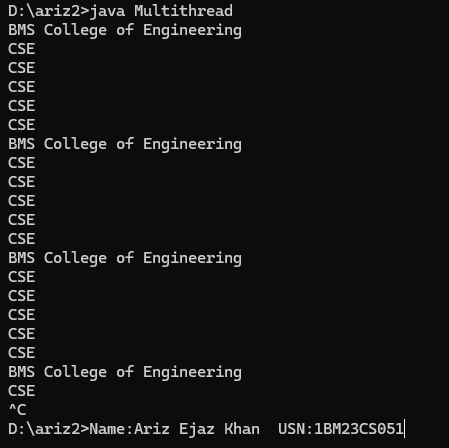 D:\ariz2>java Multithread
BMS College of Engineering
CSE
CSE
CSE
CSE
CSE
BMS College of Engineering
CSE
CSE
CSE
CSE
CSE
BMS College of Engineering
CSE
CSE
CSE
CSE
CSE
BMS College of Engineering
CSE
^C
D:\ariz2>Name:Ariz Ejaz Khan  USN:1BM23CS051